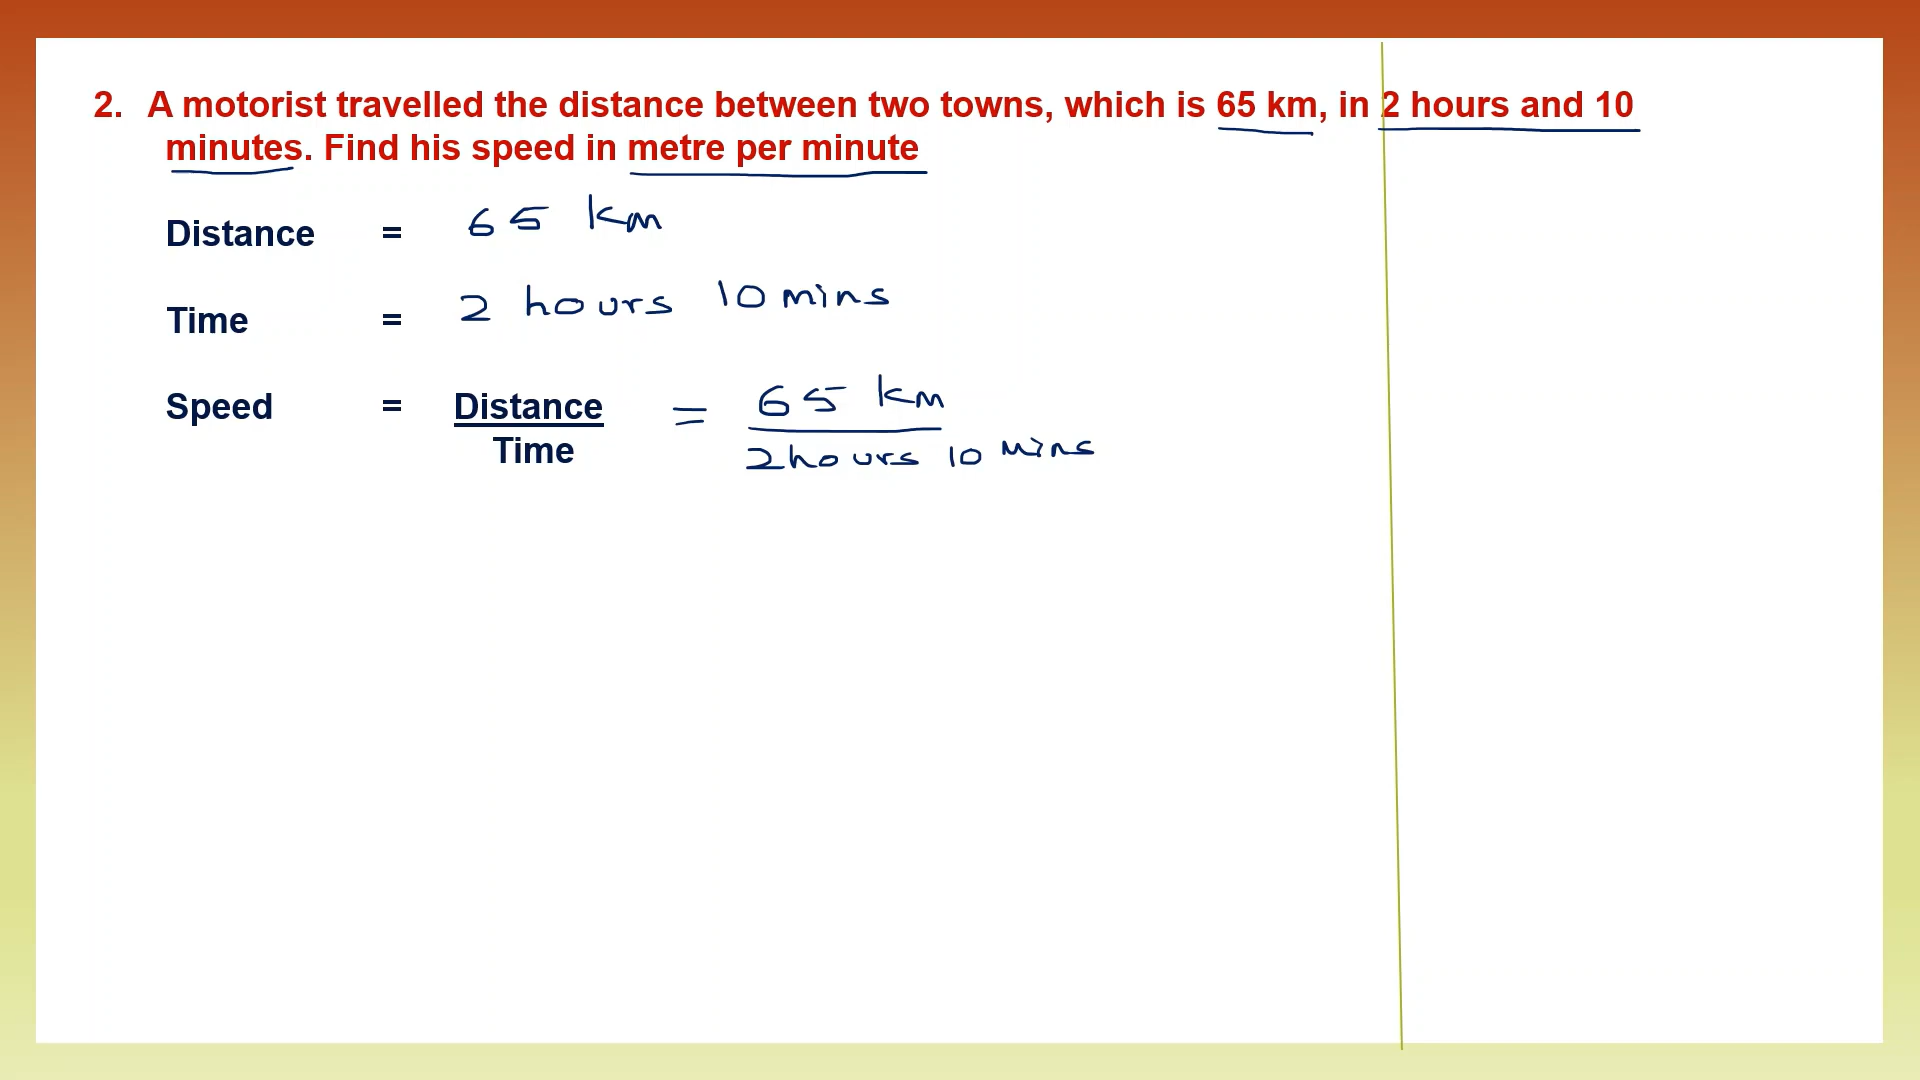 2. A motorist travelled the distance between two towns, which is 65 km, in 2 hours and 10
minutes. Find his speed in metre per minute
Distance = 65 km
Time = 2 hours 10 mins
Speed = Distance = 65 km
Time 2 hours 10 mins